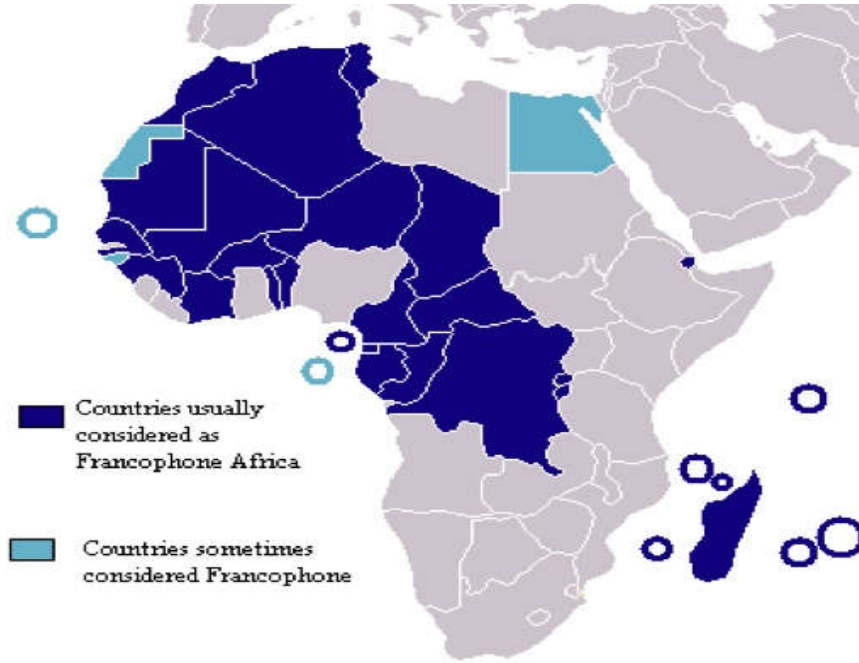 Countries usually
considered as
Francophone Africa
Countries sometimes
considered Francophone